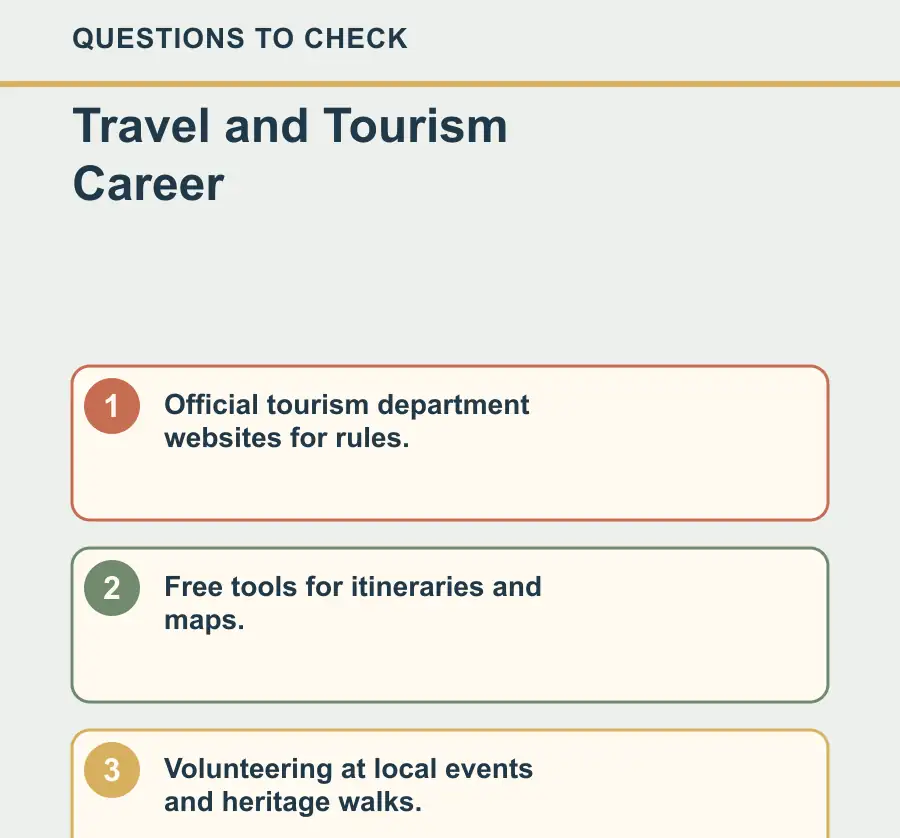 QUESTIONS TO CHECK
Travel and Tourism
Career
1
Official tourism department
websites for rules.
2
Free tools for itineraries and
maps.
3
Volunteering at local events
and heritage walks.